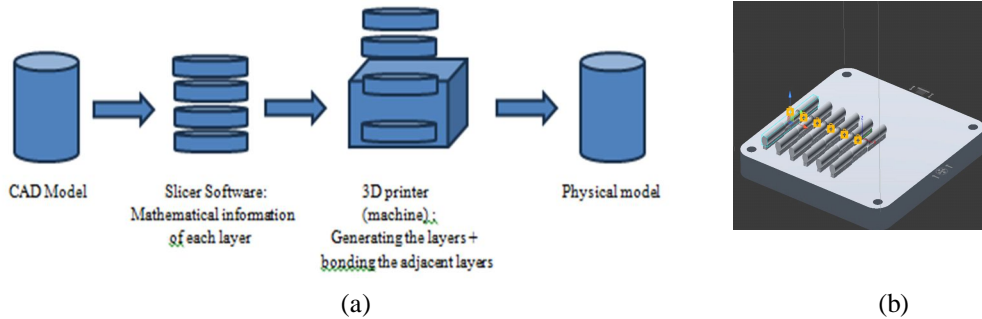 CAD Model
Slicer Software:
Mathematical information
of each layer
3D printer
(machine) ;
Generating the layers +
bonding the adjacent layers
Physical model
(a)
(b)